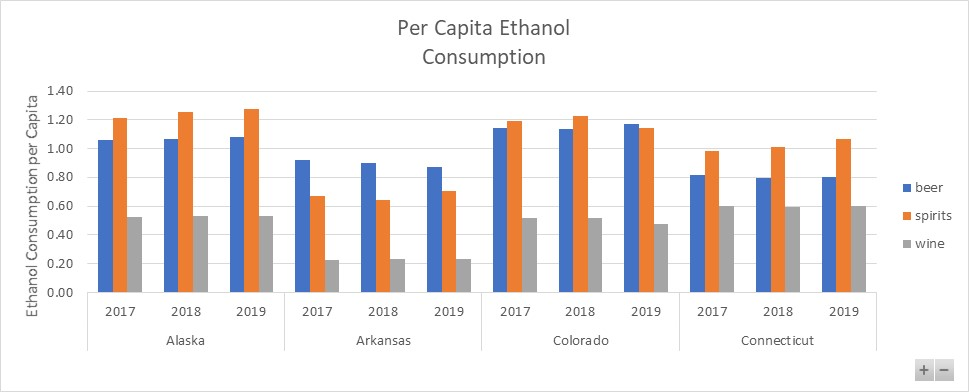 Per Capita Ethanol
Consumption
Ethanol Consumption per Capita
1.40
1.20
1.00
0.80
0.60
0.40
0.20
0.00
2017 2018 2019 2017 2018 2019 2017 2018 2019 2017 2018 2019
Alaska Arkansas Colorado Connecticut
beer
spirits
wine
+ −